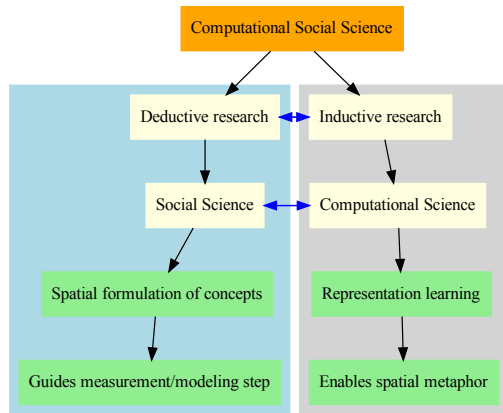 Computational Social Science
Deductive research
Inductive research
Social Science
Computational Science
Spatial formulation of concepts
Representation learning
Guides measurement/modeling step
Enables spatial metaphor